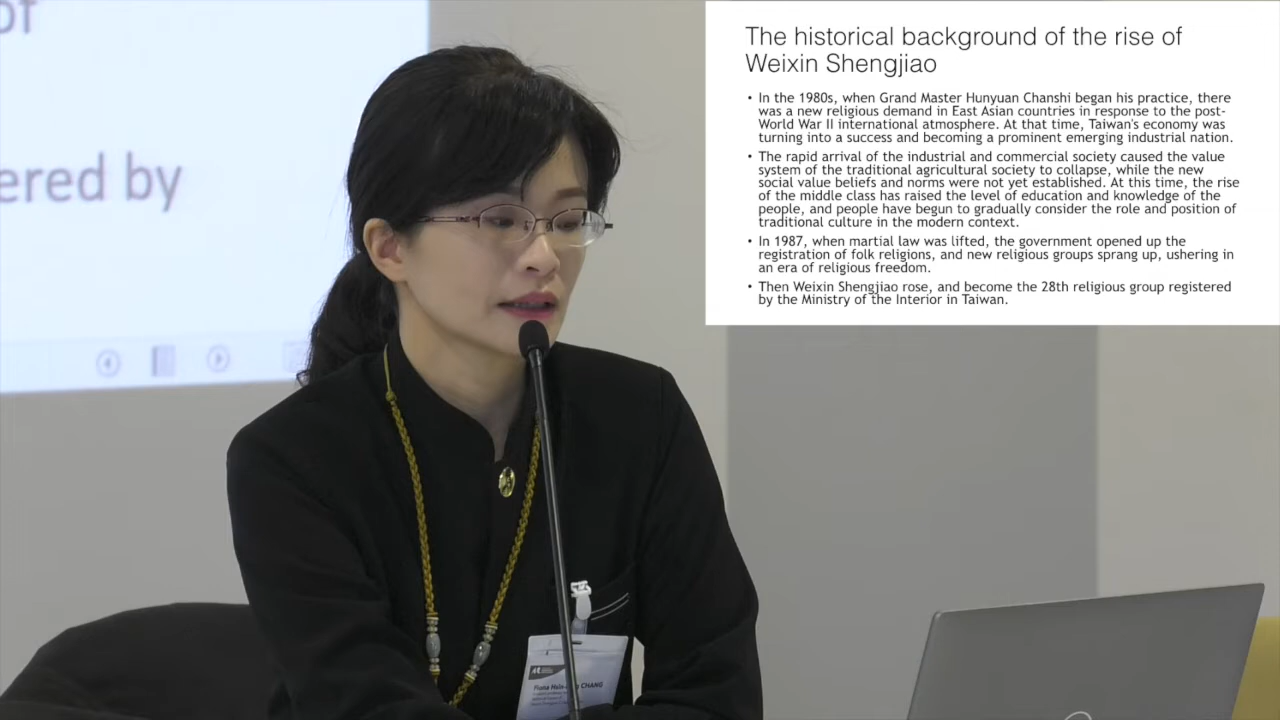 of
ered by
The historical background of the rise of
Weixin Shengjiao
• In the 1980s, when Grand Master Hunyuan Chanshi began his practice, there
was a new religious demand in East Asian countries in response to the post-
World War II international atmosphere. At that time, Taiwan's economy was
turning into a success and becoming a prominent emerging industrial nation.
• The rapid arrival of the industrial and commercial society caused the value
system of the traditional agricultural society to collapse, while the new
social value beliefs and norms were not yet established. At this time, the rise
of the middle class has raised the level of education and knowledge of the
people, and people have begun to gradually consider the role and position of
traditional culture in the modern context.
• In 1987, when martial law was lifted, the government opened up the
registration of folk religions, and new religious groups sprang up, ushering in
an era of religious freedom.
• Then Weixin Shengjiao rose, and become the 28th religious group registered
by the Ministry of the Interior in Taiwan.
Fiona CHANG